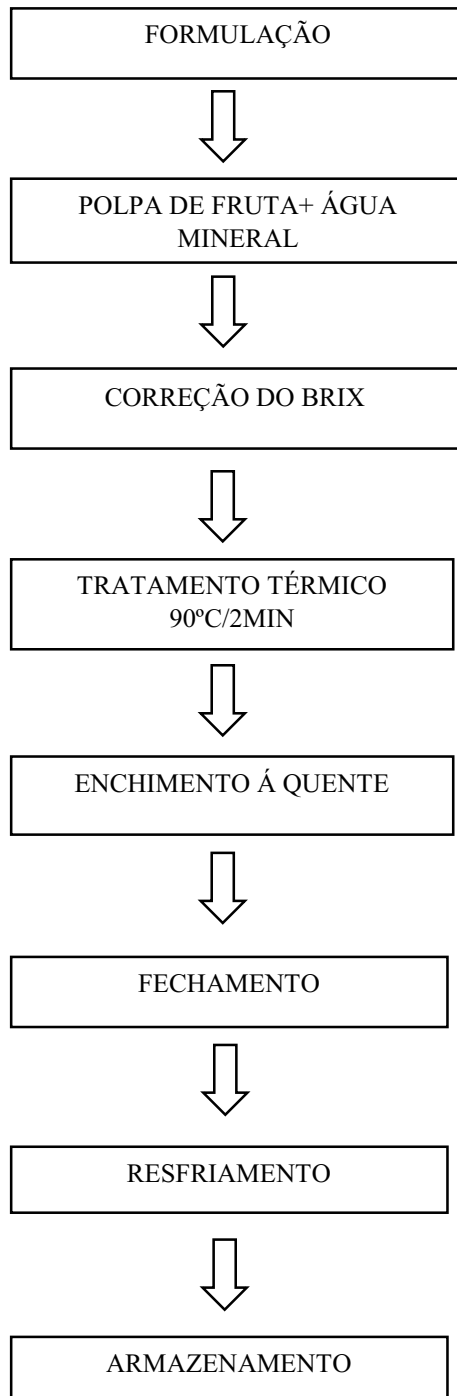 FORMULAÇÃO
POLPA DE FRUTA+ ÁGUA
MINERAL
CORREÇÃO DO BRIX
TRATAMENTO TÉRMICO
90ºC/2MIN
ENCHIMENTO Á QUENTE
FECHAMENTO
RESFRIAMENTO
ARMAZENAMENTO